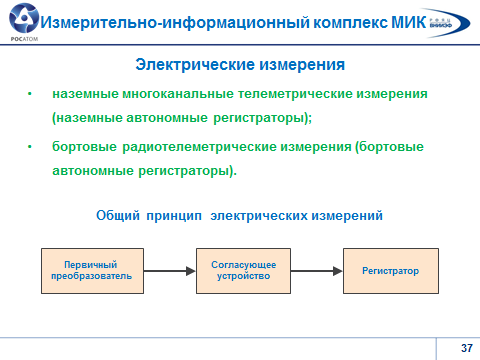 Измерительно-информационный комплекс МИК
РОСАТОМ
РФЯЦ
ВНИИЭФ
Электрические измерения
• наземные многоканальные телеметрические измерения
(наземные автономные регистраторы);
• бортовые радиотелеметрические измерения (бортовые
автономные регистраторы).
Общий принцип электрических измерений
Первичный
преобразователь
Согласующее
устройство
Регистратор
37